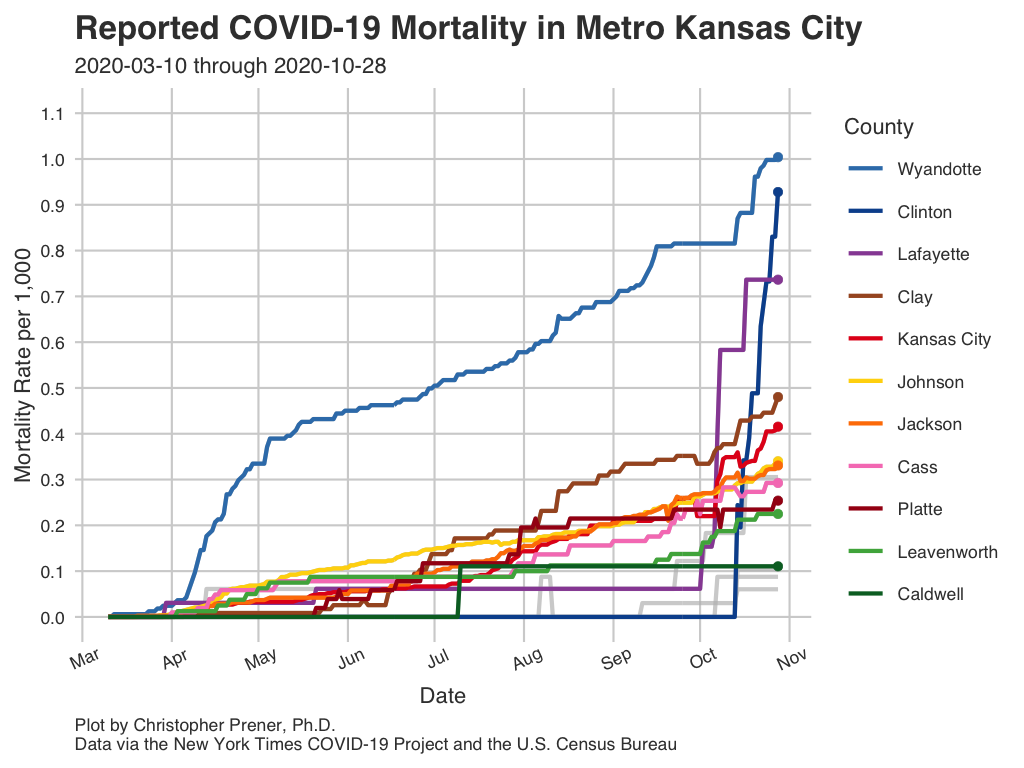 Reported COVID-19 Mortality in Metro Kansas City
2020-03-10 through 2020-10-28
Mortality Rate per 1,000
1.1
1.0
0.9
0.8
0.7
0.6
0.5
0.4
0.3
0.2
0.1
0.0
Mar
Apr
May
Jun
Jul
Aug
Sep
Oct
Nov
Date
County
Wyandotte
Clinton
Lafayette
Clay
Kansas City
Johnson
Jackson
Cass
Platte
Leavenworth
Caldwell
Plot by Christopher Prener, Ph.D.
Data via the New York Times COVID-19 Project and the U.S. Census Bureau